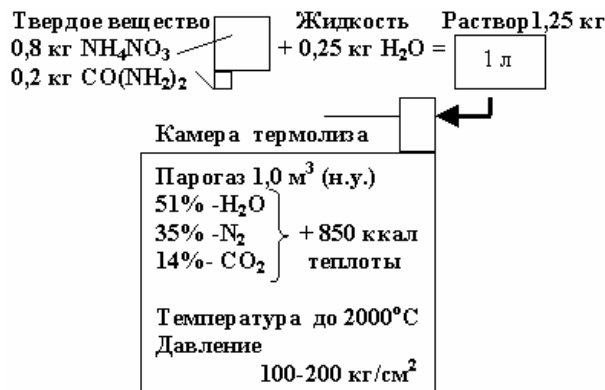 Твердое вещество Жидкость Раствор1,25 кг
0,8 кг NH₄NO₃ + 0,25 кг H₂O = 1 л
0,2 кг CO(NH₂)₂
Камера термолиза
Парогаз 1,0 м³ (н.у.)
51% -H₂O
35% -N₂ + 850 ккал
14%- CO₂ теплоты
Температура до 2000°С
Давление
100-200 кг/см²